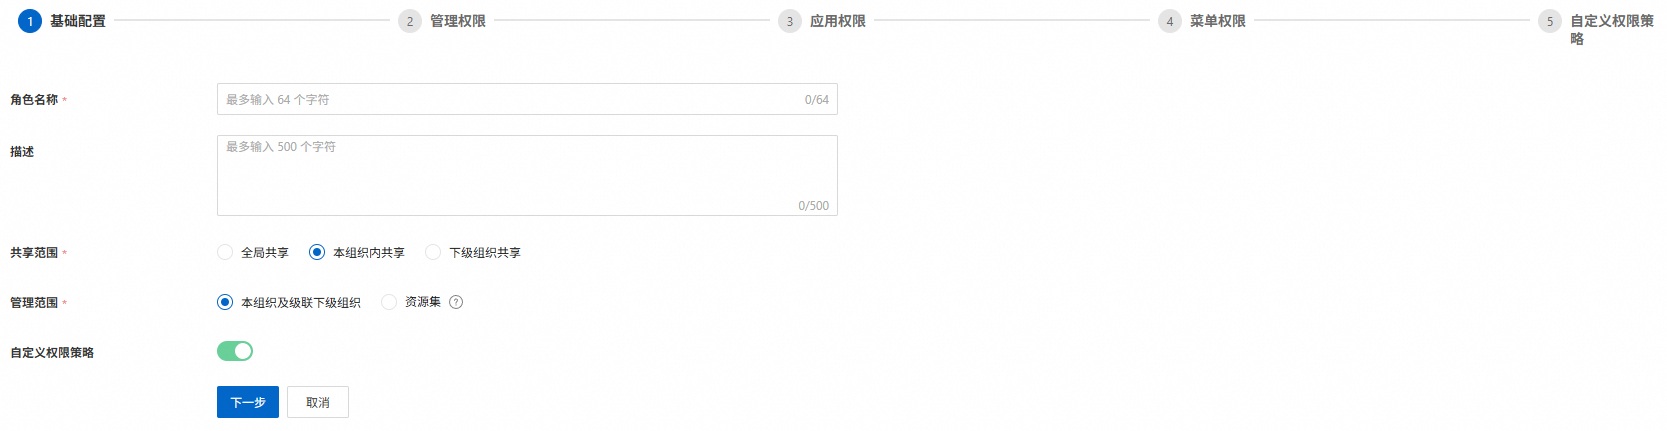 1 基础配置 2 管理权限 3 应用权限 4 菜单权限 5 自定义权限策
略
角色名称 * 最多输入 64 个字符 0/64
描述 最多输入 500 个字符
0/500
共享范围 * 全局共享 本组织内共享 下级组织共享
管理范围 * 本组织及级联下级组织 资源集 ?
自定义权限策略
下一步 取消